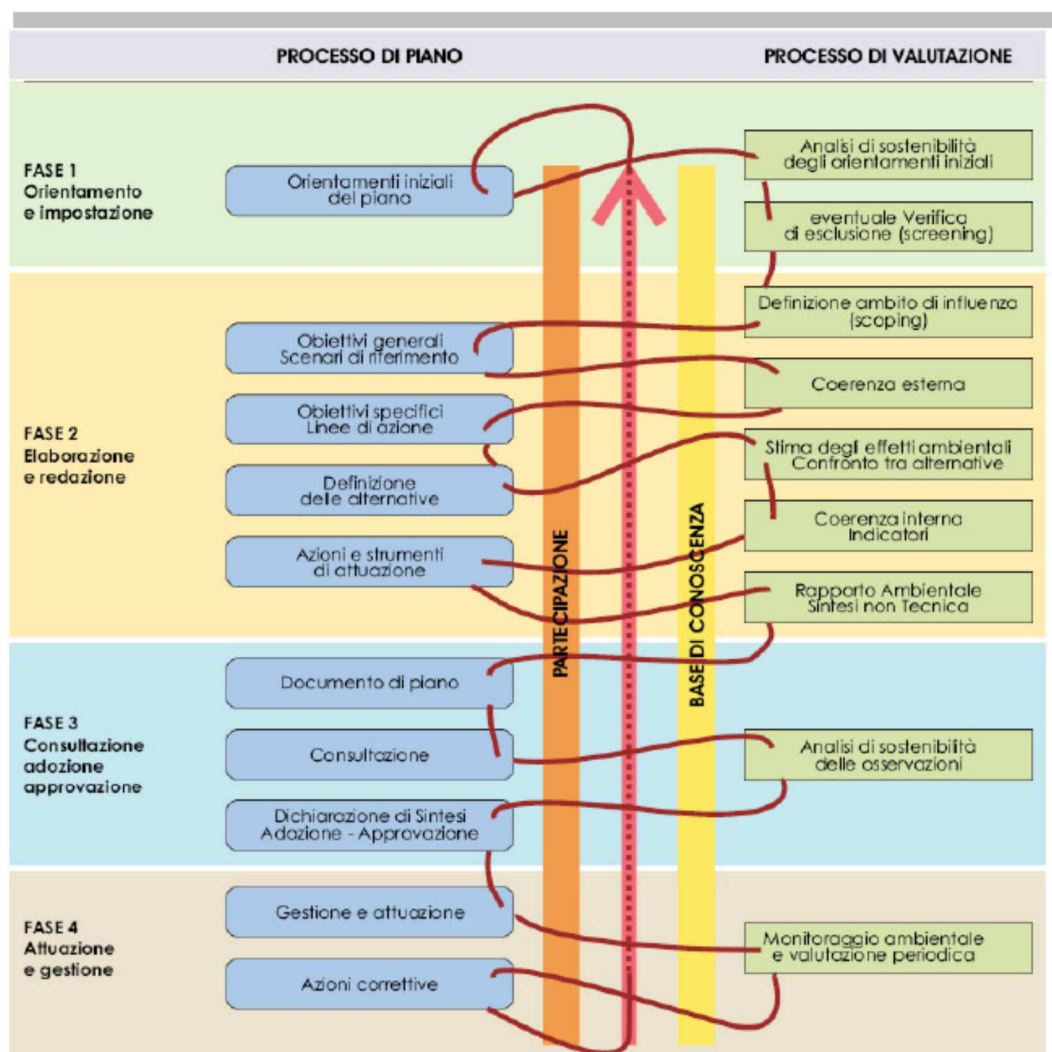 PROCESSO DI PIANO
PROCESSO DI VALUTAZIONE
FASE 1
Orientamento
e impostazione
Orientamenti iniziali
del piano
Analisi di sostenibilità
degli orientamenti iniziali
eventuale Verifica
di esclusione (screening)
FASE 2
Elaborazione
e redazione
Obiettivi generali
Scenari di riferimento
Obiettivi specifici
Linee di azione
Definizione
delle alternative
Azioni e strumenti
di attuazione
Definizione ambito di influenza
(scoping)
Coerenza esterna
Stima degli effetti ambientali
Confronto tra alternative
Coerenza interna
Indicatori
Rapporto Ambientale
Sintesi non Tecnica
PARTECIPAZIONE
BASE DI CONOSCENZA
FASE 3
Consultazione
adozione
approvazione
Documento di piano
Consultazione
Dichiarazione di Sintesi
Adozione - Approvazione
Analisi di sostenibilità
delle osservazioni
FASE 4
Attuazione
e gestione
Gestione e attuazione
Azioni correttive
Monitoraggio ambientale
e valutazione periodica